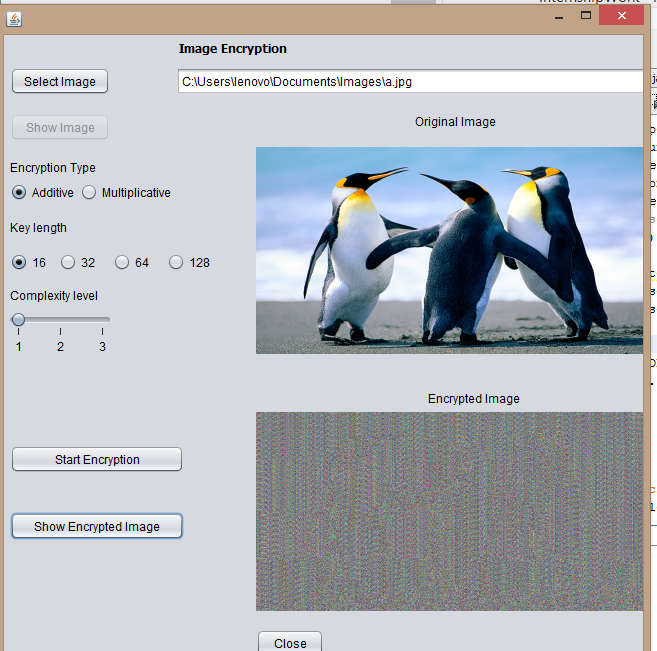 Image Encryption
Select Image
C:\Users\lenovo\Documents\Images\a.jpg
Show Image
Original Image
Encryption Type
Additive Multiplicative
Key length
16 32 64 128
Complexity level
1 2 3
Encrypted Image
Start Encryption
Show Encrypted Image
Close